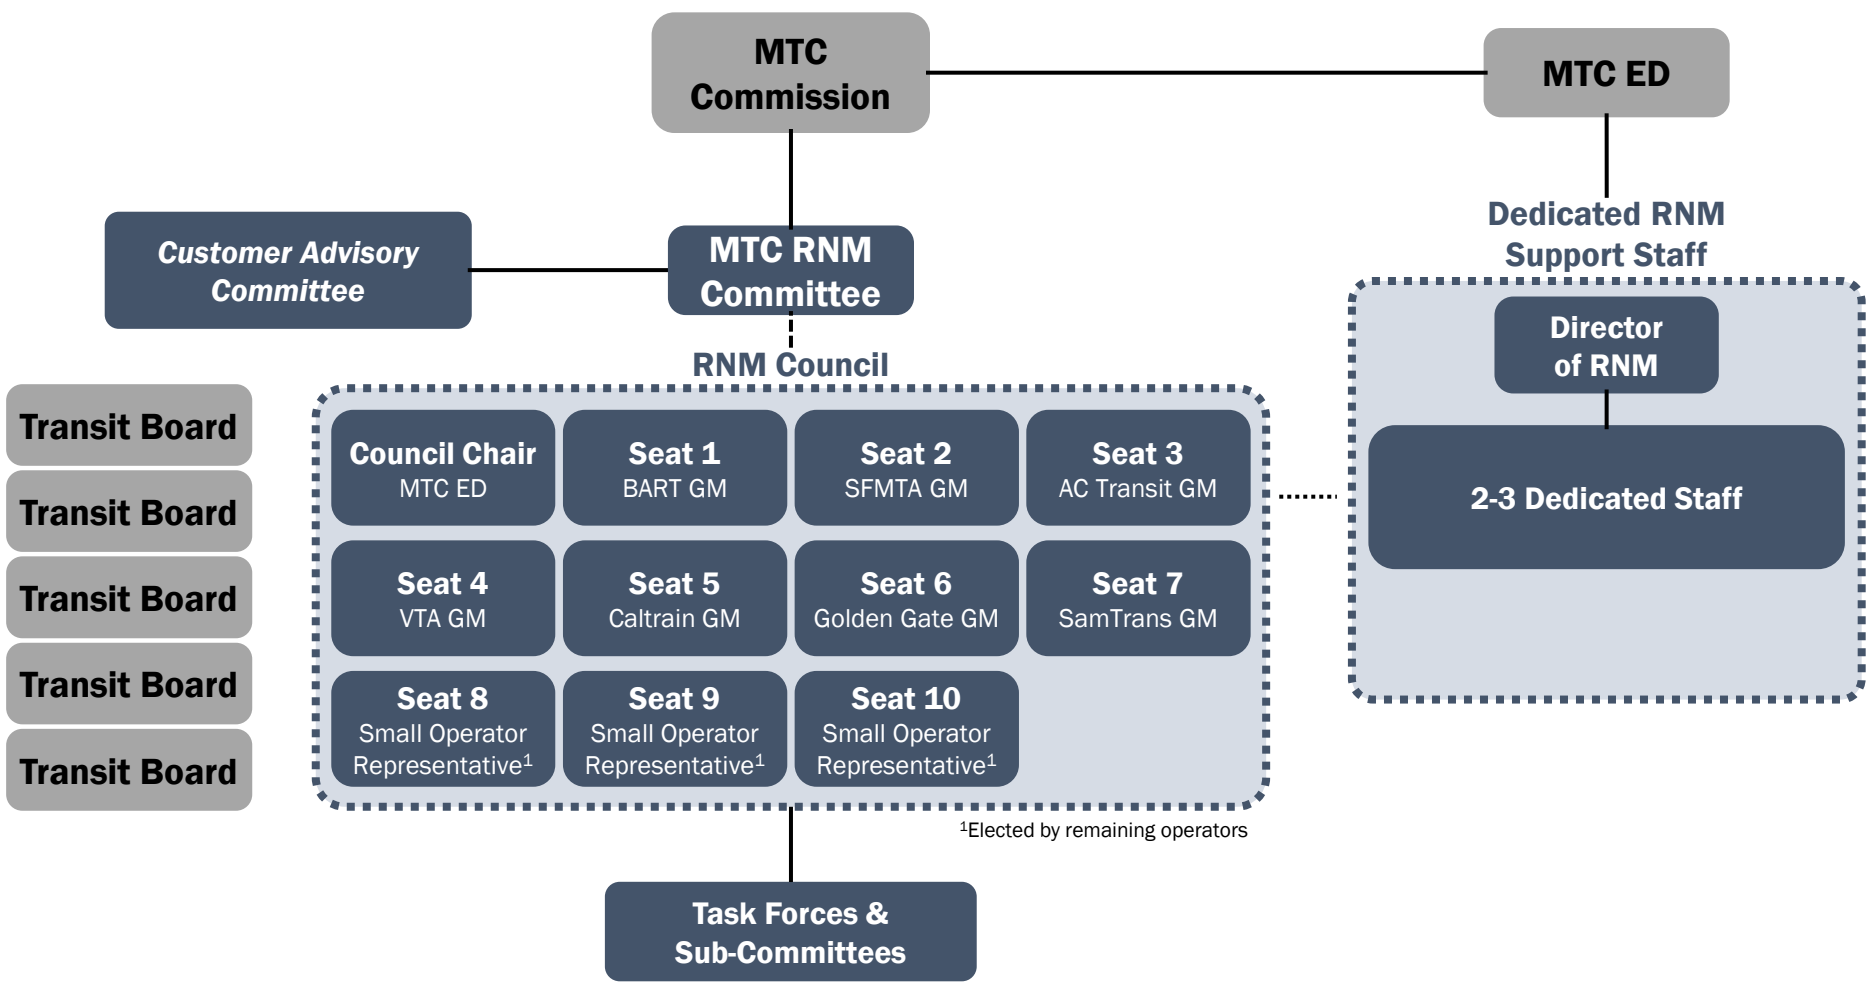 MTC
Commission
MTC ED
Customer Advisory
Committee
MTC RNM
Committee
Dedicated RNM
Support Staff
Director
of RNM
2-3 Dedicated Staff
RNM Council
Transit Board
Transit Board
Transit Board
Transit Board
Transit Board
Council Chair
MTC ED
Seat 1
BART GM
Seat 2
SFMTA GM
Seat 3
AC Transit GM
Seat 4
VTA GM
Seat 5
Caltrain GM
Seat 6
Golden Gate GM
Seat 7
SamTrans GM
Seat 8
Small Operator
Representative¹
Seat 9
Small Operator
Representative¹
Seat 10
Small Operator
Representative¹
¹Elected by remaining operators
Task Forces &
Sub-Committees